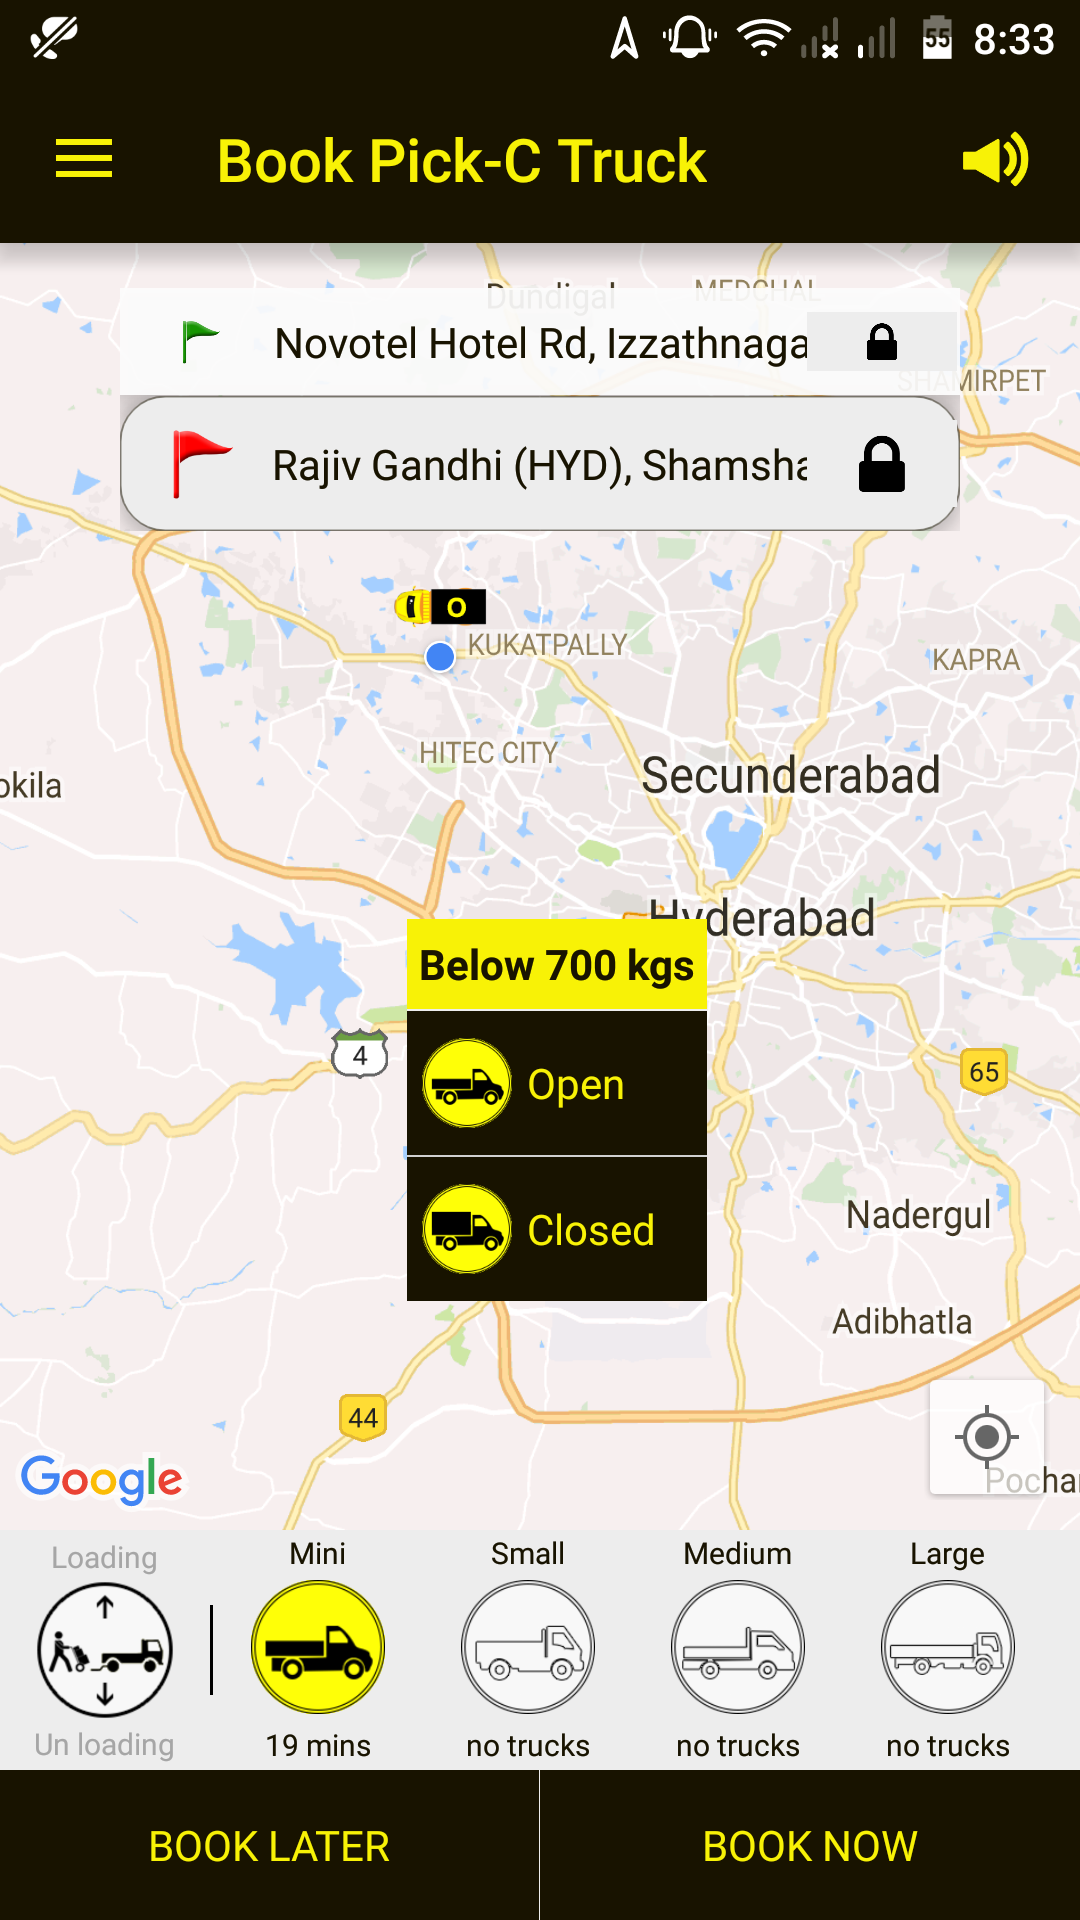 55 8:33
Book Pick-C Truck
Dundigal
MEDCHAL
Novotel Hotel Rd, Izzathnaga
SHAMIRPET
Rajiv Gandhi (HYD), Shamsha
O
KUKATPALLY
KAPRA
HITEC CITY
Secunderabad
okila
Hyderabad
Below 700 kgs
4
Open
65
Closed
Nadergul
Adibhatla
44
Google
Pochar
Loading
Mini
Small
Medium
Large
Un loading
19 mins
no trucks
no trucks
no trucks
BOOK LATER
BOOK NOW